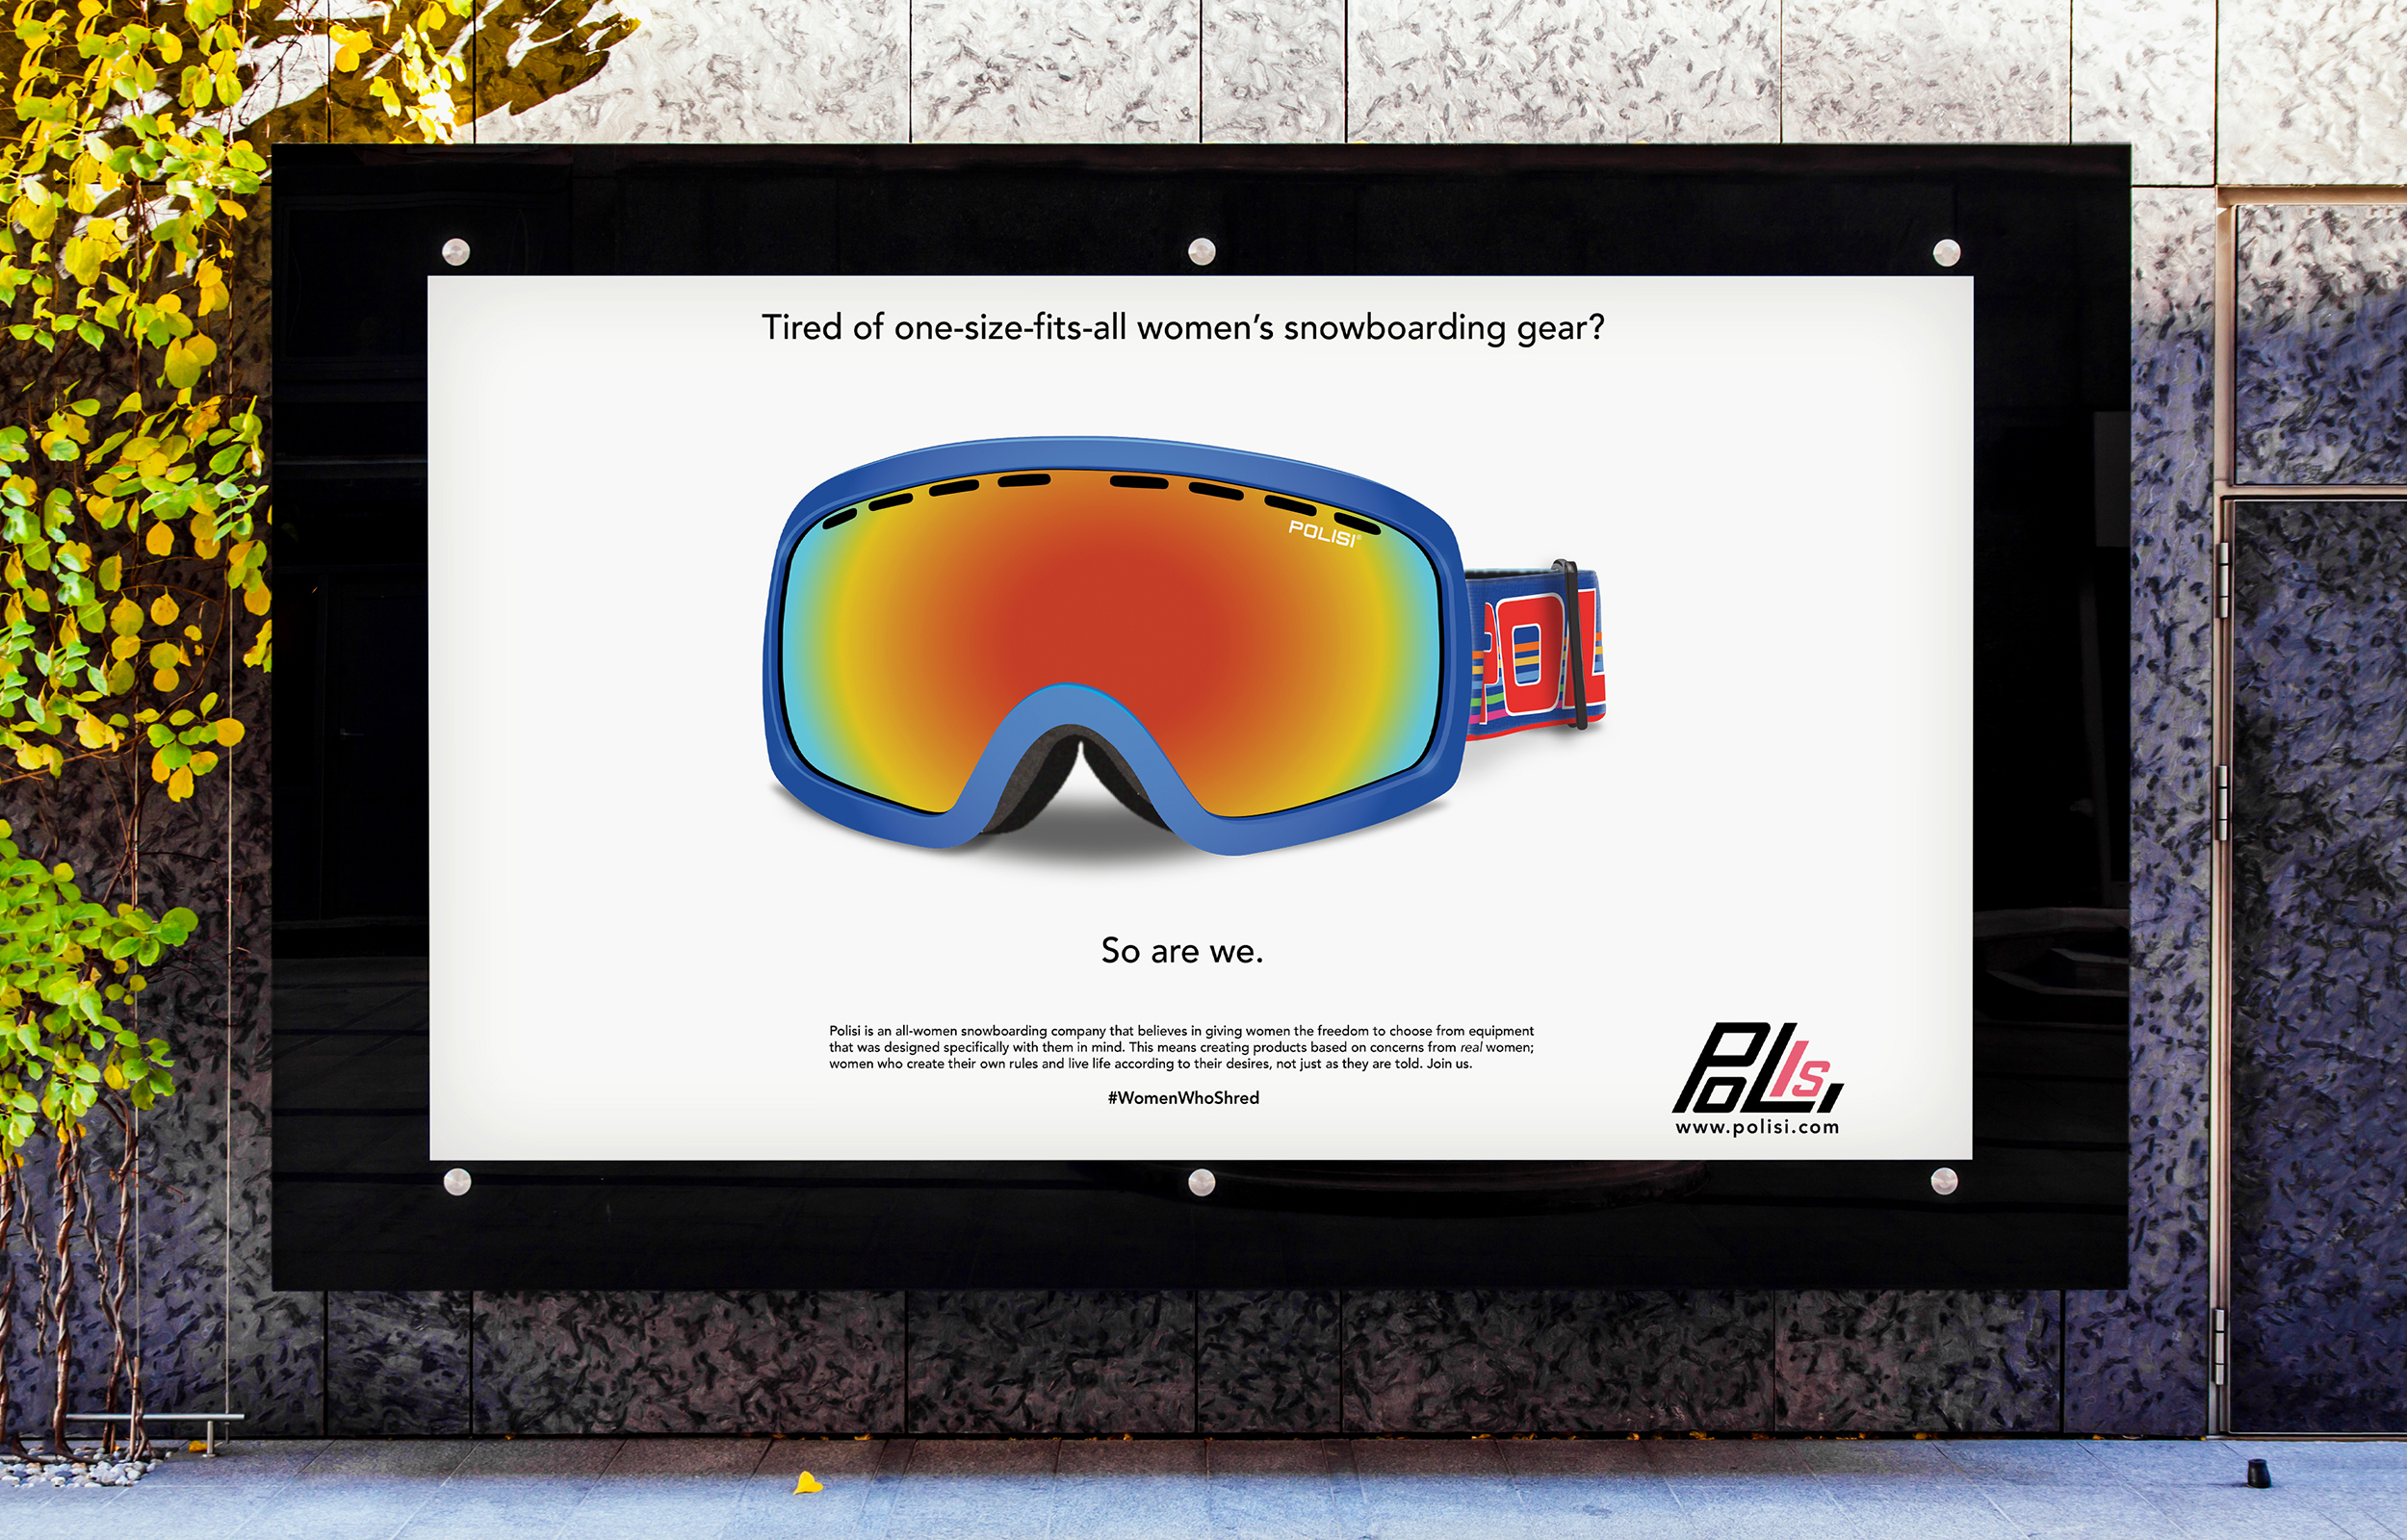 Tired of one-size-fits-all women's snowboarding gear?
POLISI®
POL
So are we.
Polisi is an all-women snowboarding company that believes in giving women the freedom to choose from equipment
that was designed specifically with them in mind. This means creating products based on concerns from real women;
women who create their own rules and live life according to their desires, not just as they are told. Join us.
#WomenWhoShred
PoLIsi
www.polisi.com